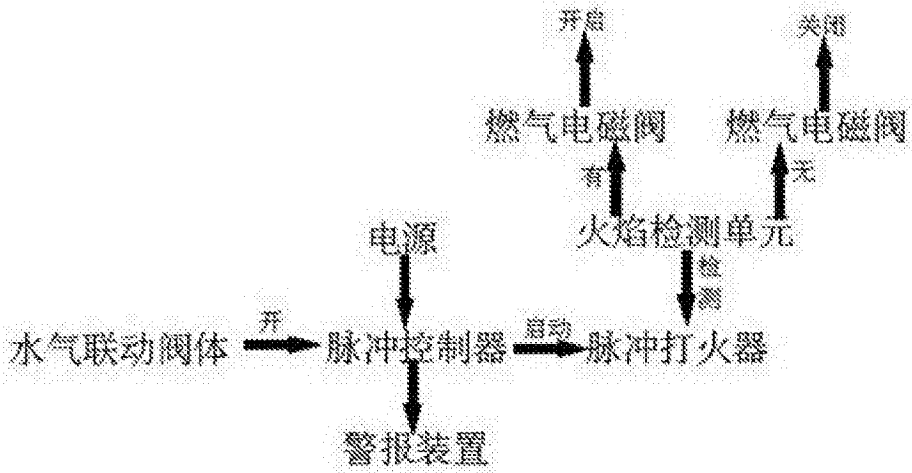 开启 关闭
燃气电磁阀 燃气电磁阀
有 无
火焰检测单元
电源
检测
开 启动
水气联动阀体 脉冲控制器 脉冲打火器
警报装置